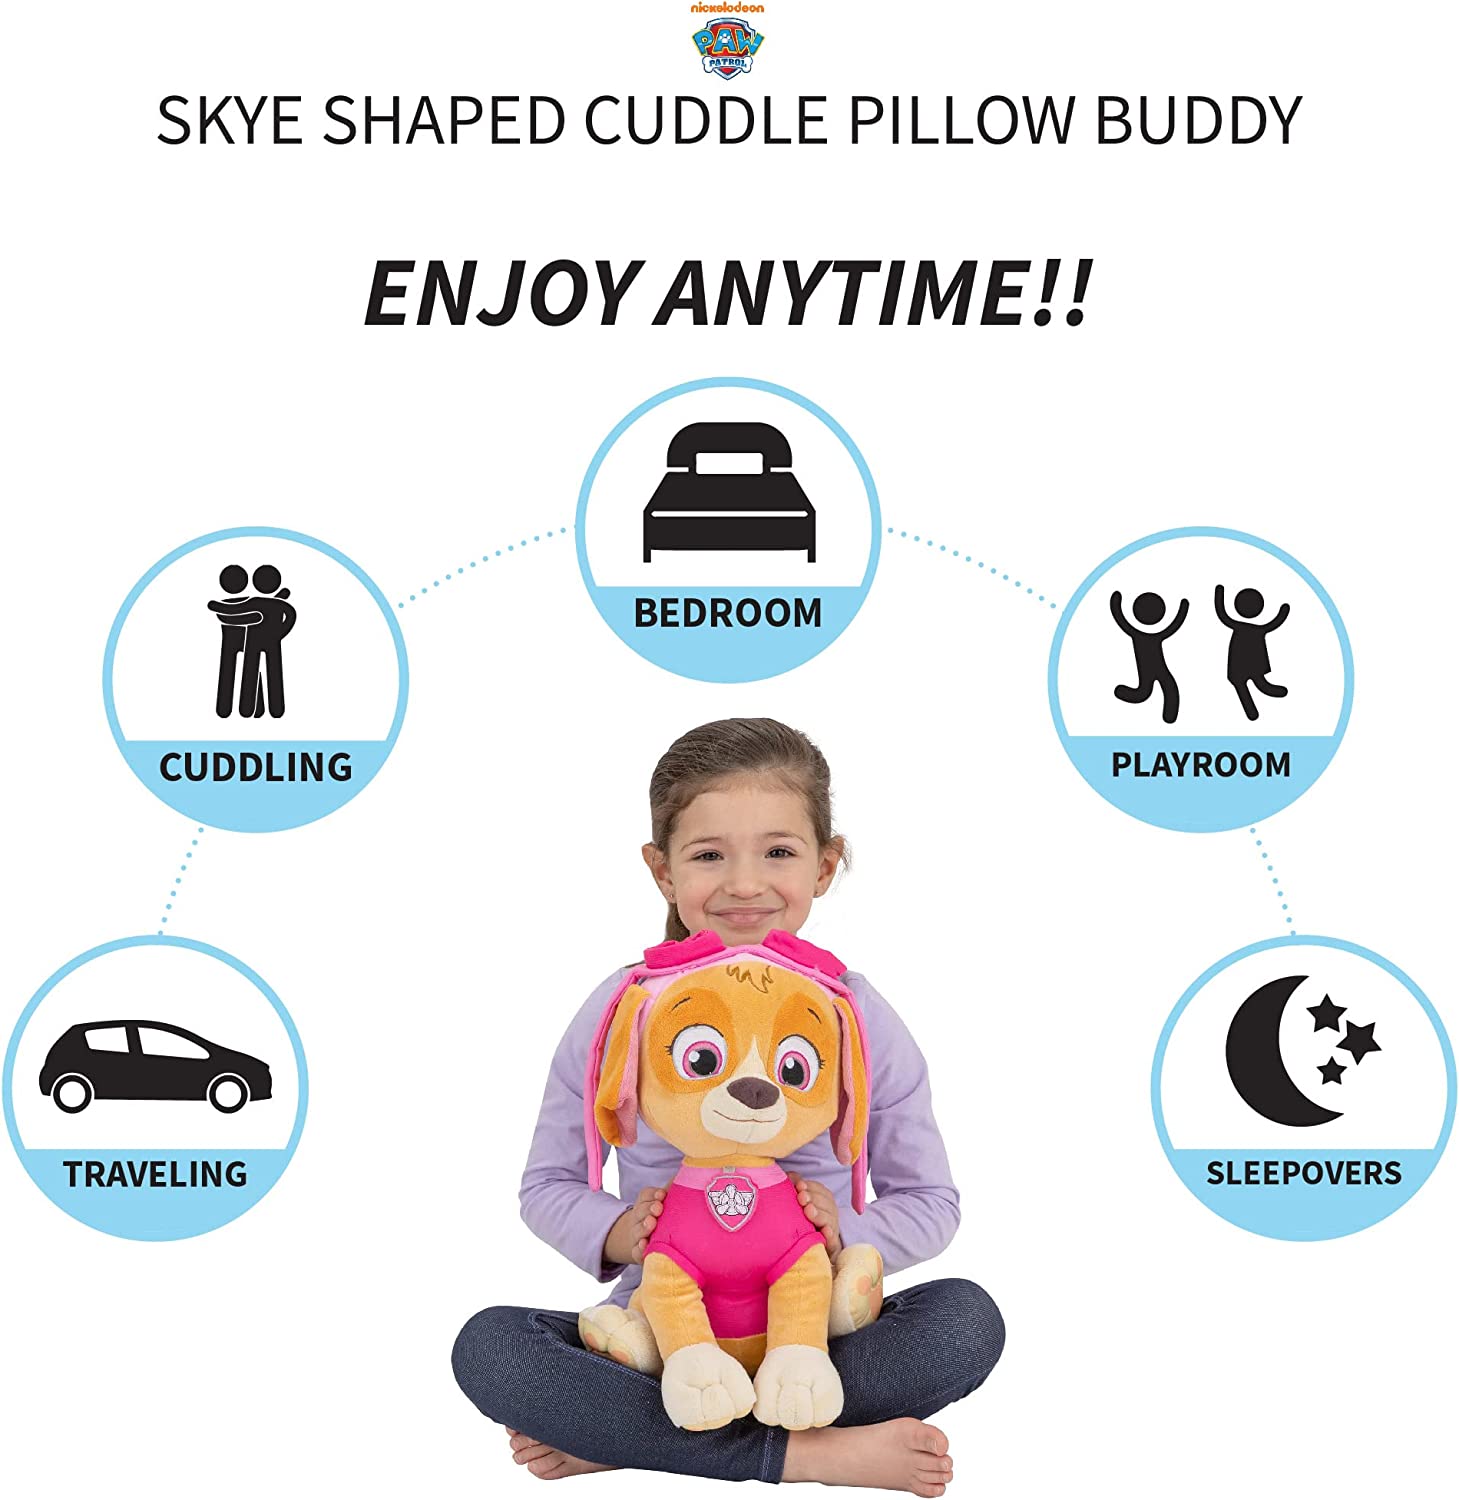 nickelodeon
PAW
PATROL
SKYE SHAPED CUDDLE PILLOW BUDDY
ENJOY ANYTIME!!
BEDROOM
CUDDLING
PLAYROOM
TRAVELING
SLEEPOVERS